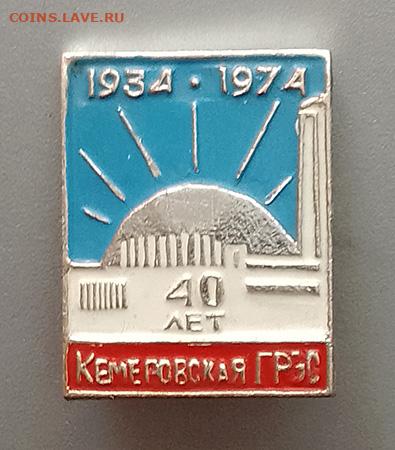 COINS.LAVE.RU
1934 • 1974
40
ЛЕТ
КЕМЕРОВСКАЯ ГРЭС